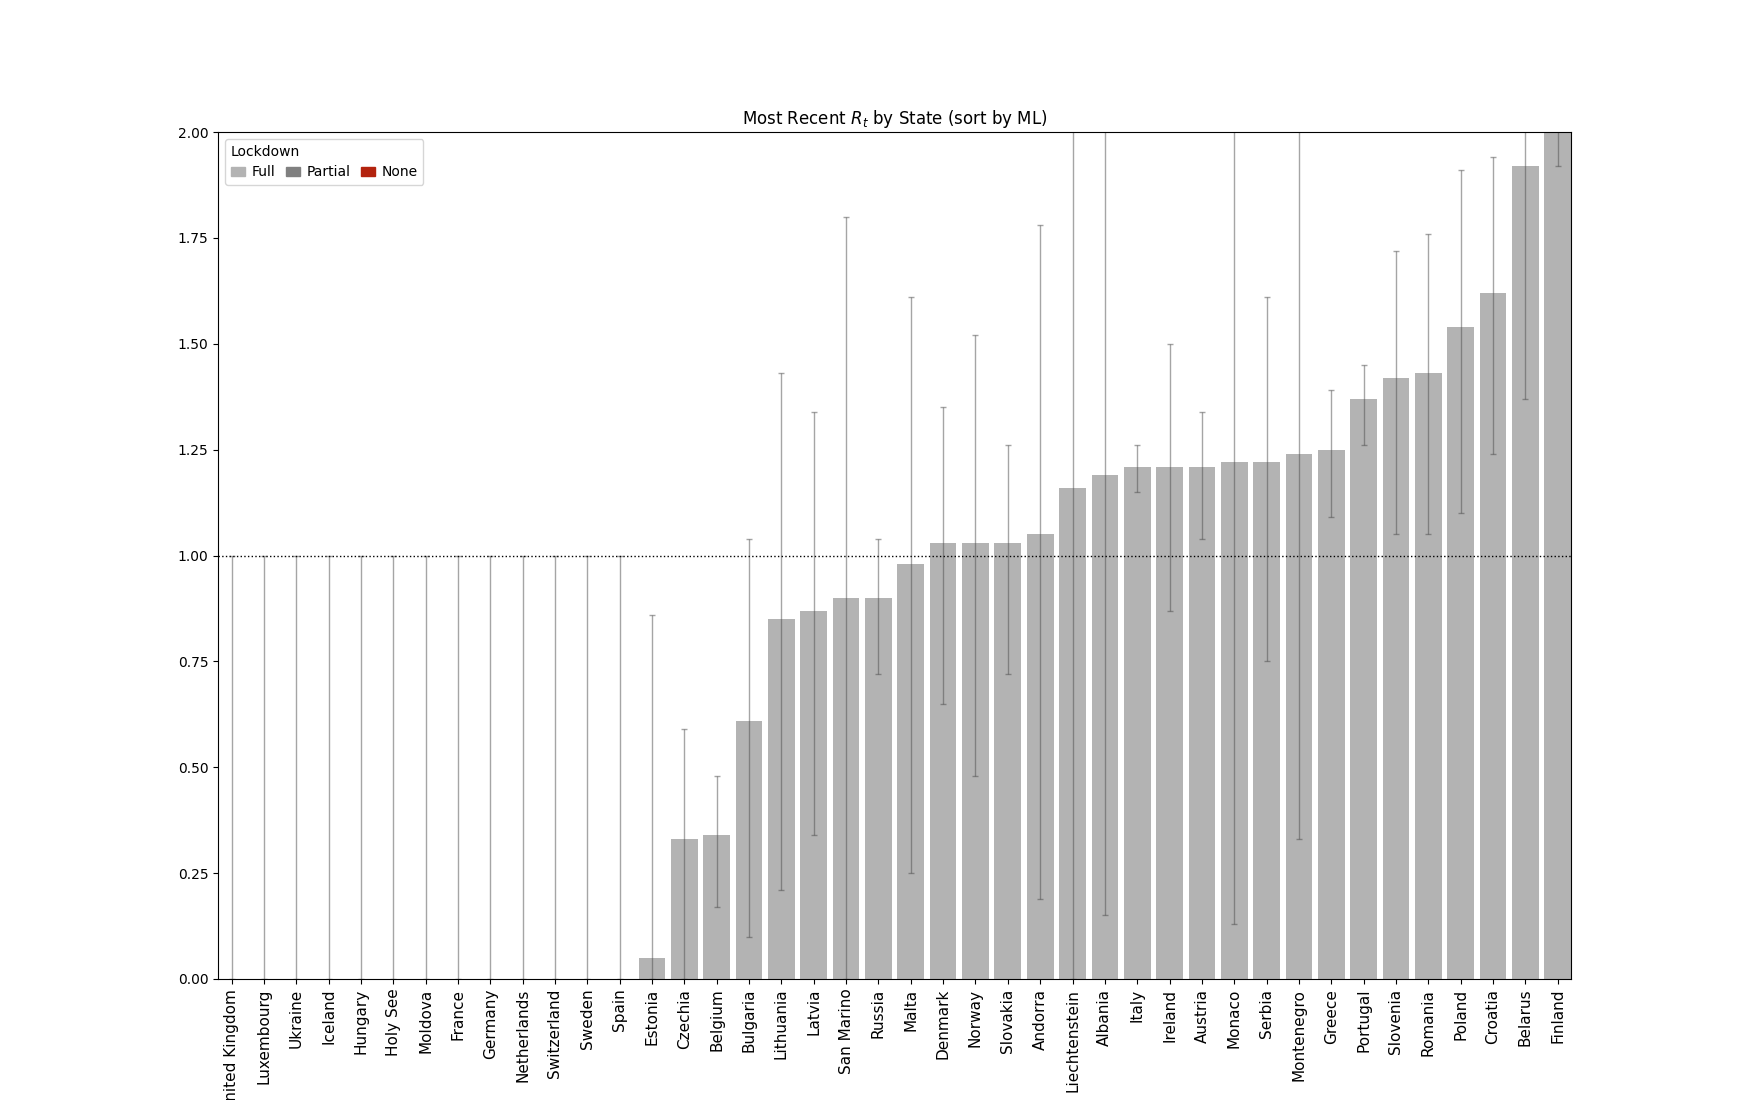 Most Recent Rt by State (sort by ML)
Lockdown
Full Partial None
2.00
1.75
1.50
1.25
1.00
0.75
0.50
0.25
0.00
nited Kingdom
Luxembourg
Ukraine
Iceland
Hungary
Holy See
Moldova
France
Germany
Netherlands
Switzerland
Sweden
Spain
Estonia
Czechia
Belgium
Bulgaria
Lithuania
Latvia
San Marino
Russia
Malta
Denmark
Norway
Slovakia
Andorra
Liechtenstein
Albania
Italy
Ireland
Austria
Monaco
Serbia
Montenegro
Greece
Portugal
Slovenia
Romania
Poland
Croatia
Belarus
Finland